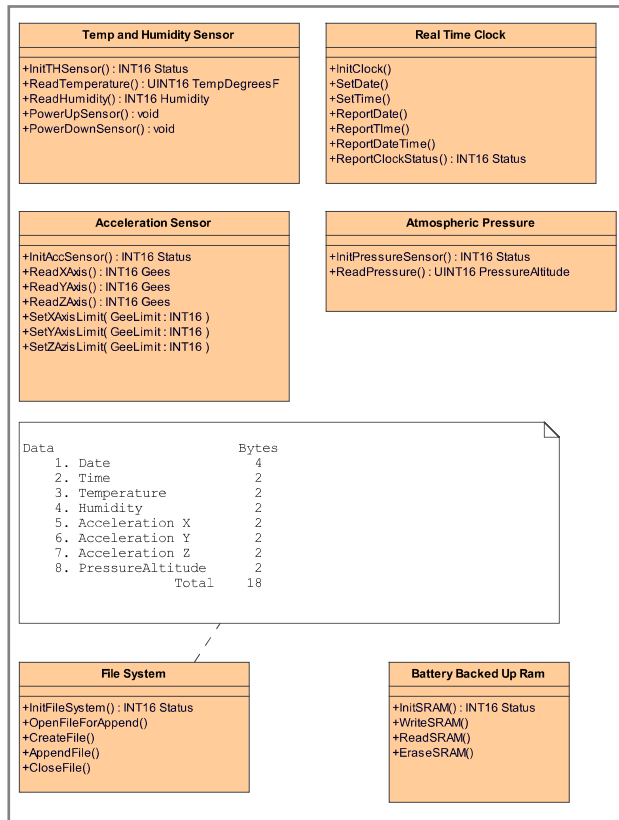 Temp and Humidity Sensor
+InitTHSensor() : INT16 Status
+ReadTemperature() : UINT16 TempDegreesF
+ReadHumidity() : INT16 Humidity
+PowerUpSensor() : void
+PowerDownSensor() : void
Real Time Clock
+InitClock()
+SetDate()
+SetTime()
+ReportDate()
+ReportTIme()
+ReportDateTime()
+ReportClockStatus() : INT16 Status
Acceleration Sensor
+InitAccSensor() : INT16 Status
+ReadXAxis() : INT16 Gees
+ReadYAxis() : INT16 Gees
+ReadZAxis() : INT16 Gees
+SetXAxisLimit( GeeLimit : INT16 )
+SetYAxisLimit( GeeLimit : INT16 )
+SetZAzisLimit( GeeLimit : INT16 )
Atmospheric Pressure
+InitPressureSensor() : INT16 Status
+ReadPressure() : UINT16 PressureAltitude
Data Bytes
1. Date 4
2. Time 2
3. Temperature 2
4. Humidity 2
5. Acceleration X 2
6. Acceleration Y 2
7. Acceleration Z 2
8. PressureAltitude 2
Total 18
File System
+InitFileSystem() : INT16 Status
+OpenFileForAppend()
+CreateFile()
+AppendFile()
+CloseFile()
Battery Backed Up Ram
+InitSRAM() : INT16 Status
+WriteSRAM()
+ReadSRAM()
+EraseSRAM()